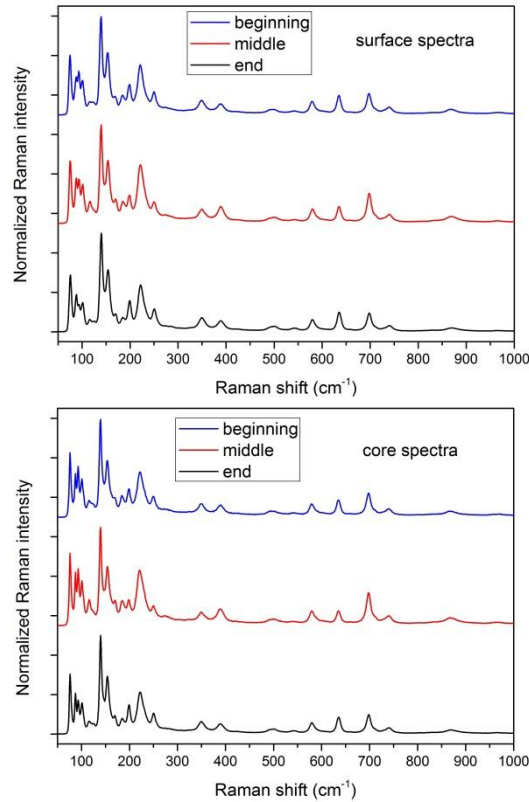 beginning
middle
end
surface spectra
Normalized Raman intensity
100 200 300 400 500 600 700 800 900 1000
Raman shift (cm⁻¹)
beginning
middle
end
core spectra
Normalized Raman intensity
100 200 300 400 500 600 700 800 900 1000
Raman shift (cm⁻¹)